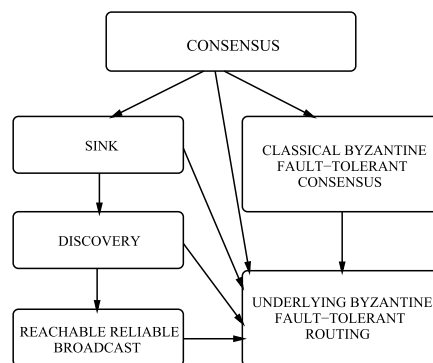 CONSENSUS
SINK
CLASSICAL BYZANTINE
FAULT−TOLERANT
CONSENSUS
DISCOVERY
REACHABLE RELIABLE
BROADCAST
UNDERLYING BYZANTINE
FAULT−TOLERANT
ROUTING